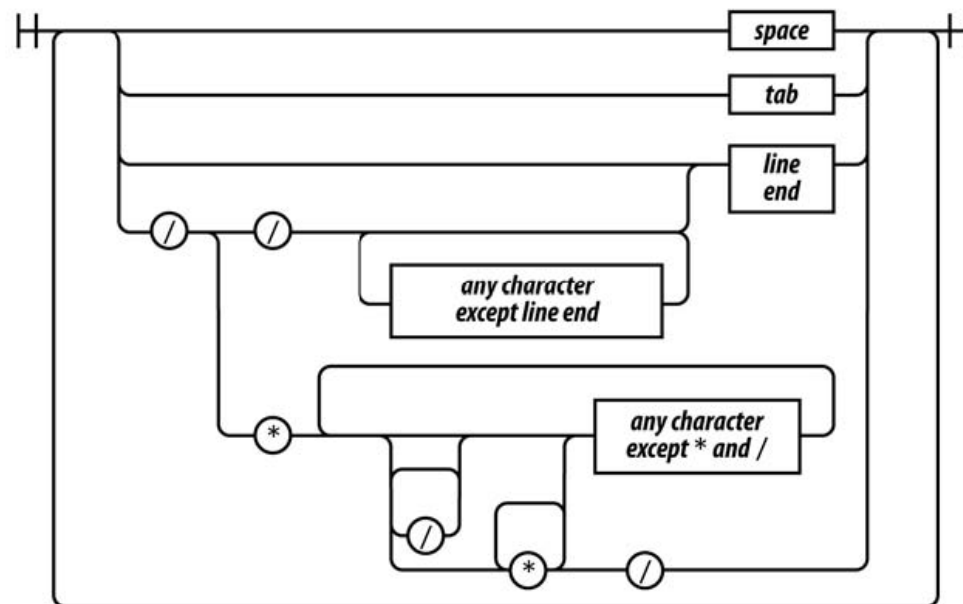 space
tab
line
end
/ /
any character
except line end
*
any character
except * and /
/
* /